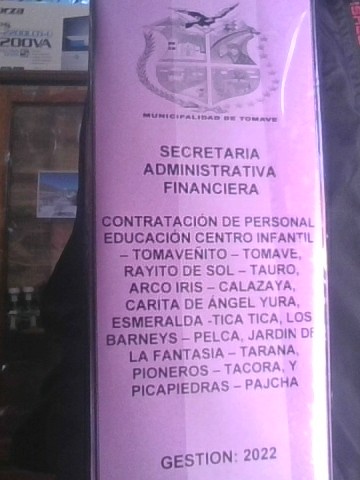 200VA
MUNICIPALIDAD DE TOMAVE
SECRETARIA
ADMINISTRATIVA
FINANCIERA
CONTRATACIÓN DE PERSONAL
EDUCACIÓN CENTRO INFANTIL
– TOMAVEÑITO – TOMAVE,
RAYITO DE SOL – TAURO,
ARCO IRIS – CALAZAYA,
CARITA DE ÁNGEL YURA,
ESMERALDA -TICA TICA, LOS
BARNEYS – PELCA, JARDIN DE
LA FANTASIA – TARANA,
PIONEROS – TACORA, Y
PICAPIEDRAS – PAJCHA
GESTION: 2022